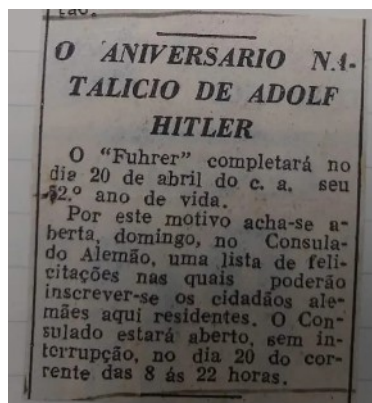 ção.
O ANIVERSARIO NA-
TALICIO DE ADOLF
HITLER
O "Fuhrer" completará no
dia 20 de abril do c. a. seu
52.º ano de vida.
Por este motivo acha-se a-
berta, domingo, no Consula-
do Alemão, uma lista de feli-
citações nas quais poderão
inscrever-se os cidadãos ale-
mães aqui residentes. O Con-
sulado estará aberto, sem in-
terrupção, no dia 20 do cor-
rente das 8 ás 22 horas.